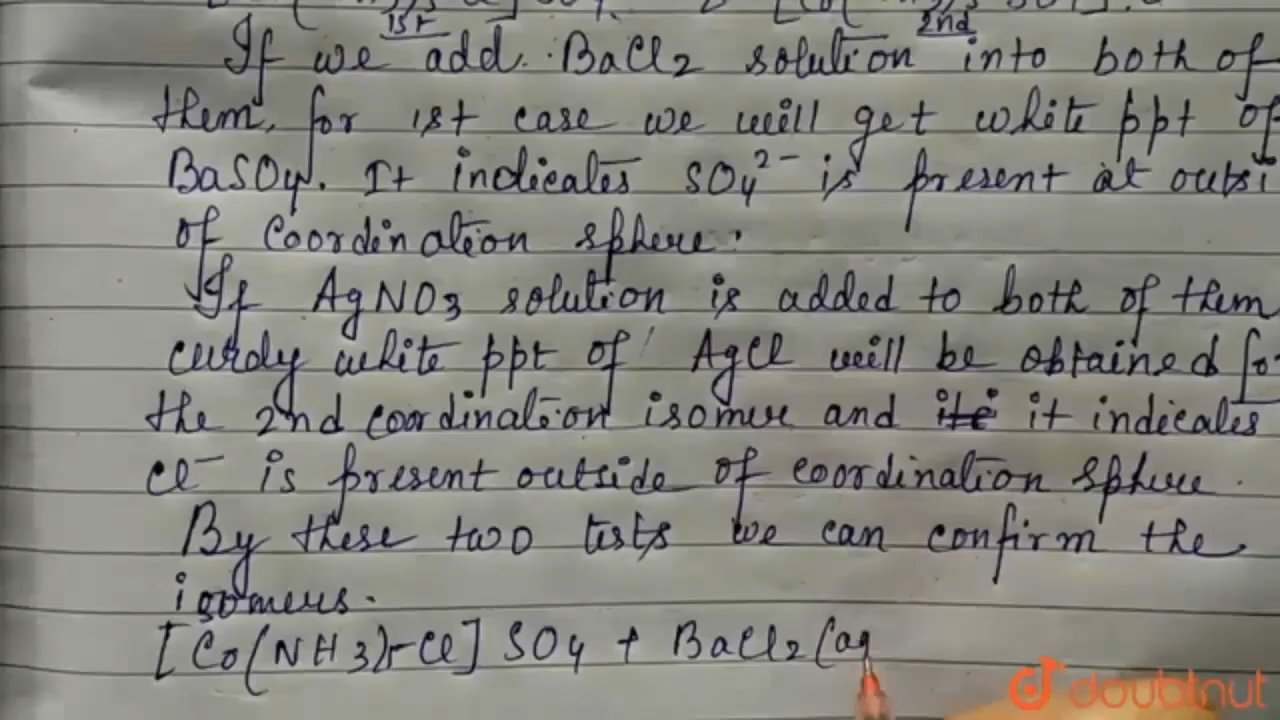 1st 2nd
If we add BaCl2 solution into both of
them, for 1st case we will get white ppt of
BaSO4. It indicates SO4^2- is present at outsi
of Coordination sphere.
If AgNO3 solution is added to both of them
curdy white ppt of AgCl will be obtained fo
the 2nd coordination isomer and it indicates
Cl^- is present outside of coordination sphere.
By these two tests we can confirm the
isomers.
[Co(NH3)5Cl] SO4 + BaCl2 (aq
doubtnut